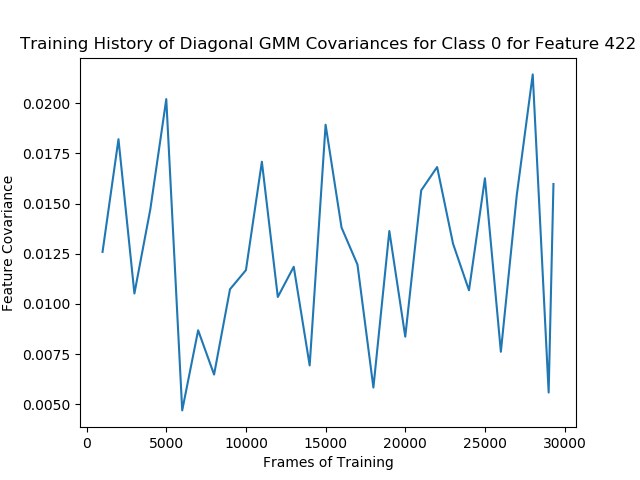 Training History of Diagonal GMM Covariances for Class 0 for Feature 422
0.0200
0.0175
0.0150
0.0125
0.0100
0.0075
0.0050
Feature Covariance
0 5000 10000 15000 20000 25000 30000
Frames of Training